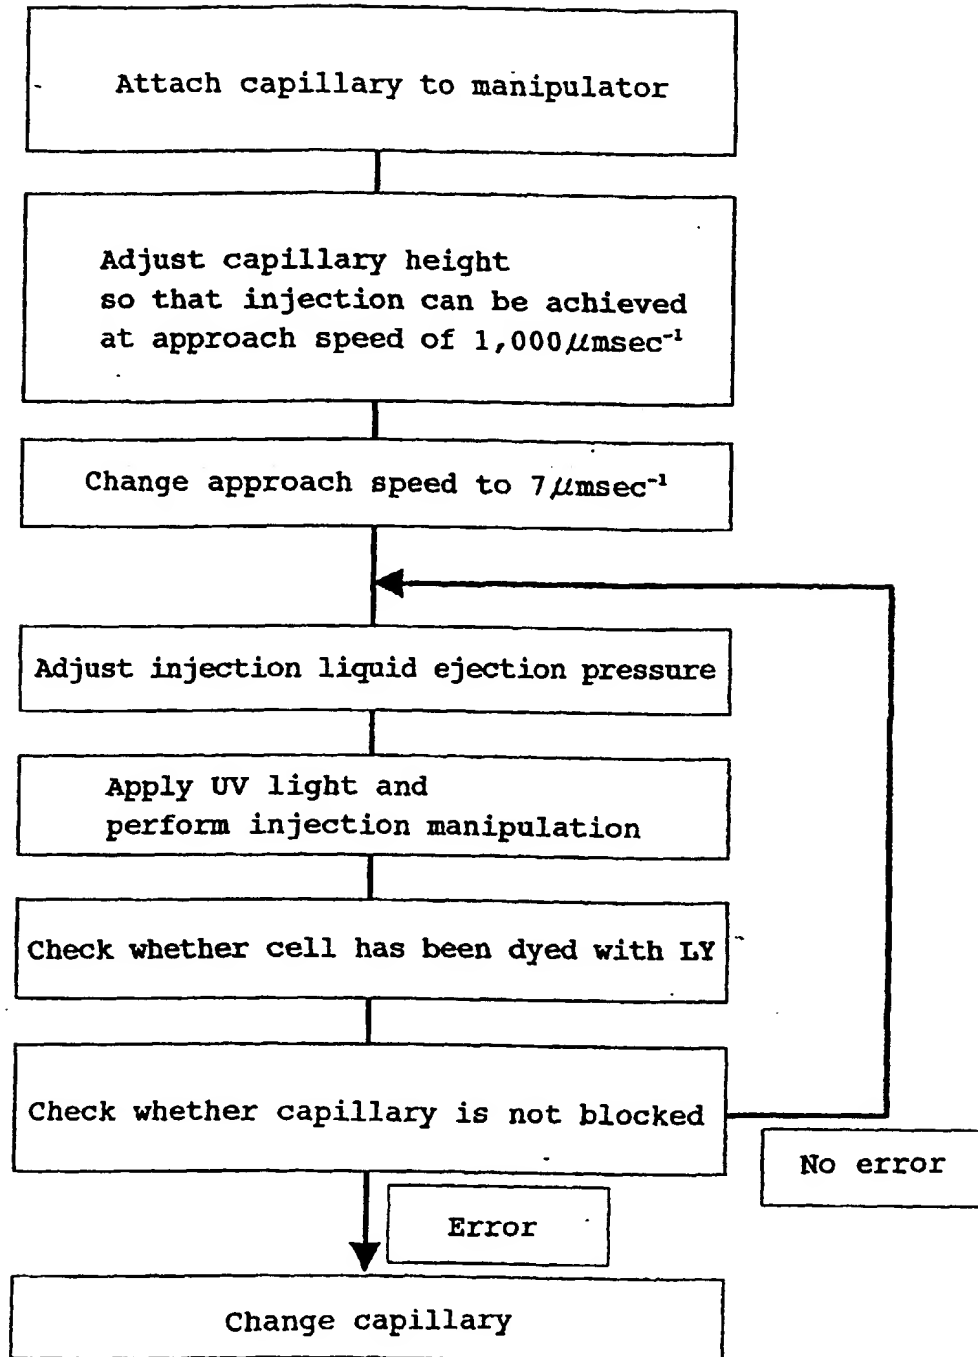 Attach capillary to manipulator
Adjust capillary height
so that injection can be achieved
at approach speed of 1,000μmsec⁻¹
Change approach speed to 7μmsec⁻¹
Adjust injection liquid ejection pressure
Apply UV light and
perform injection manipulation
Check whether cell has been dyed with LY
Check whether capillary is not blocked
No error
Error
Change capillary